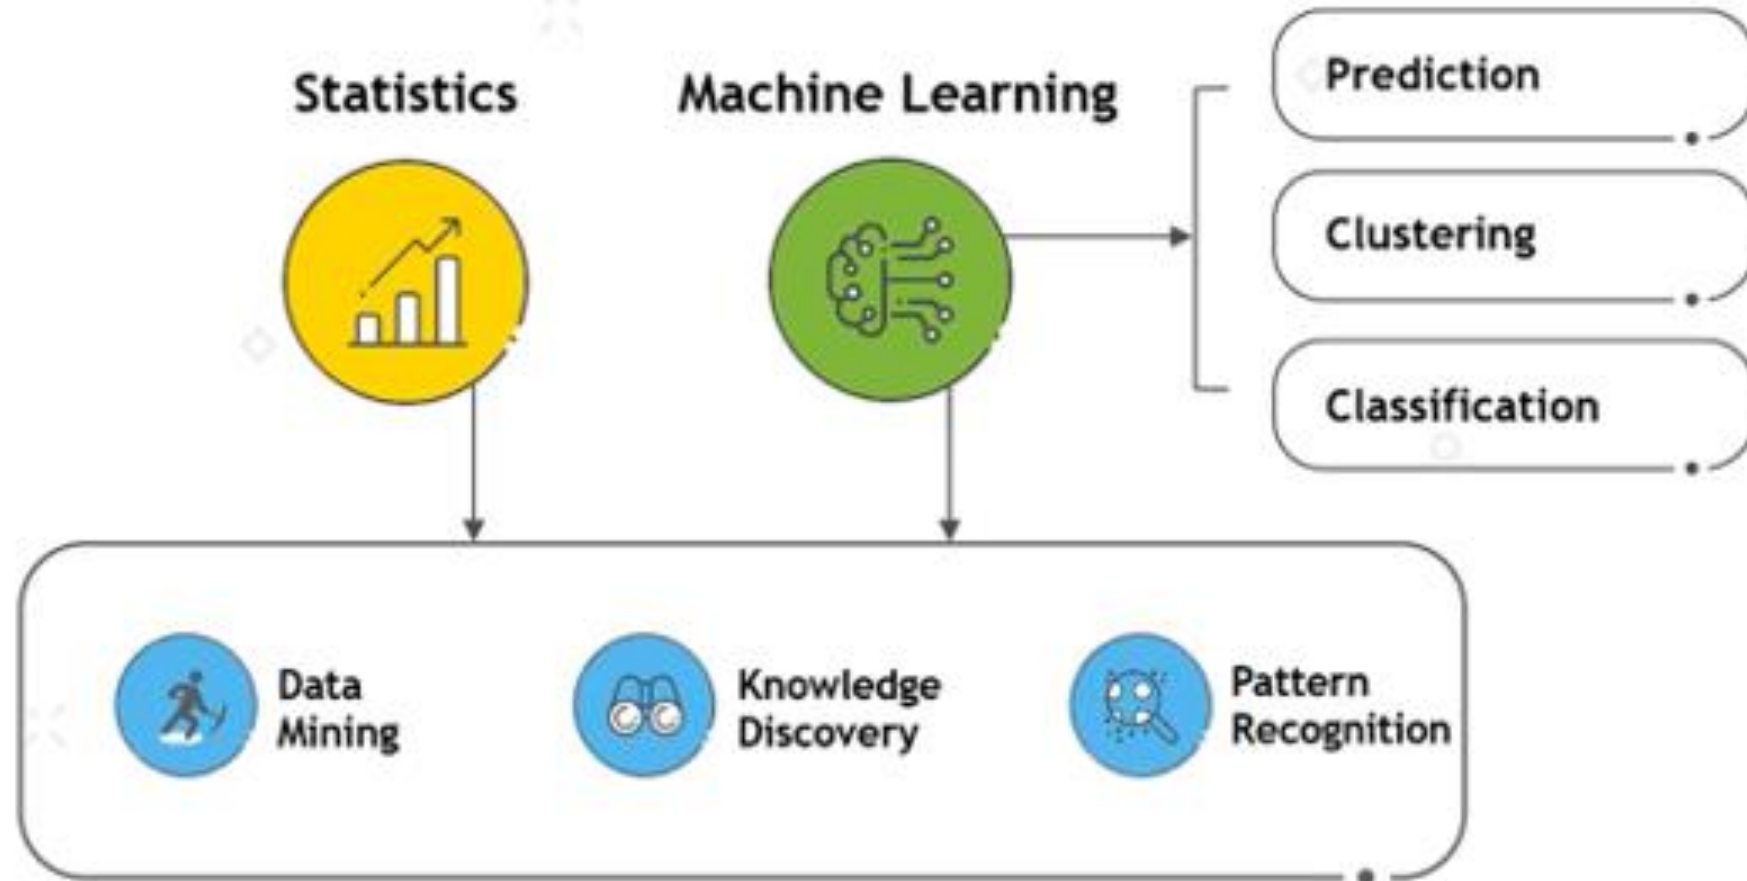 Statistics
Machine Learning
Prediction
Clustering
Classification
Data
Mining
Knowledge
Discovery
Pattern
Recognition